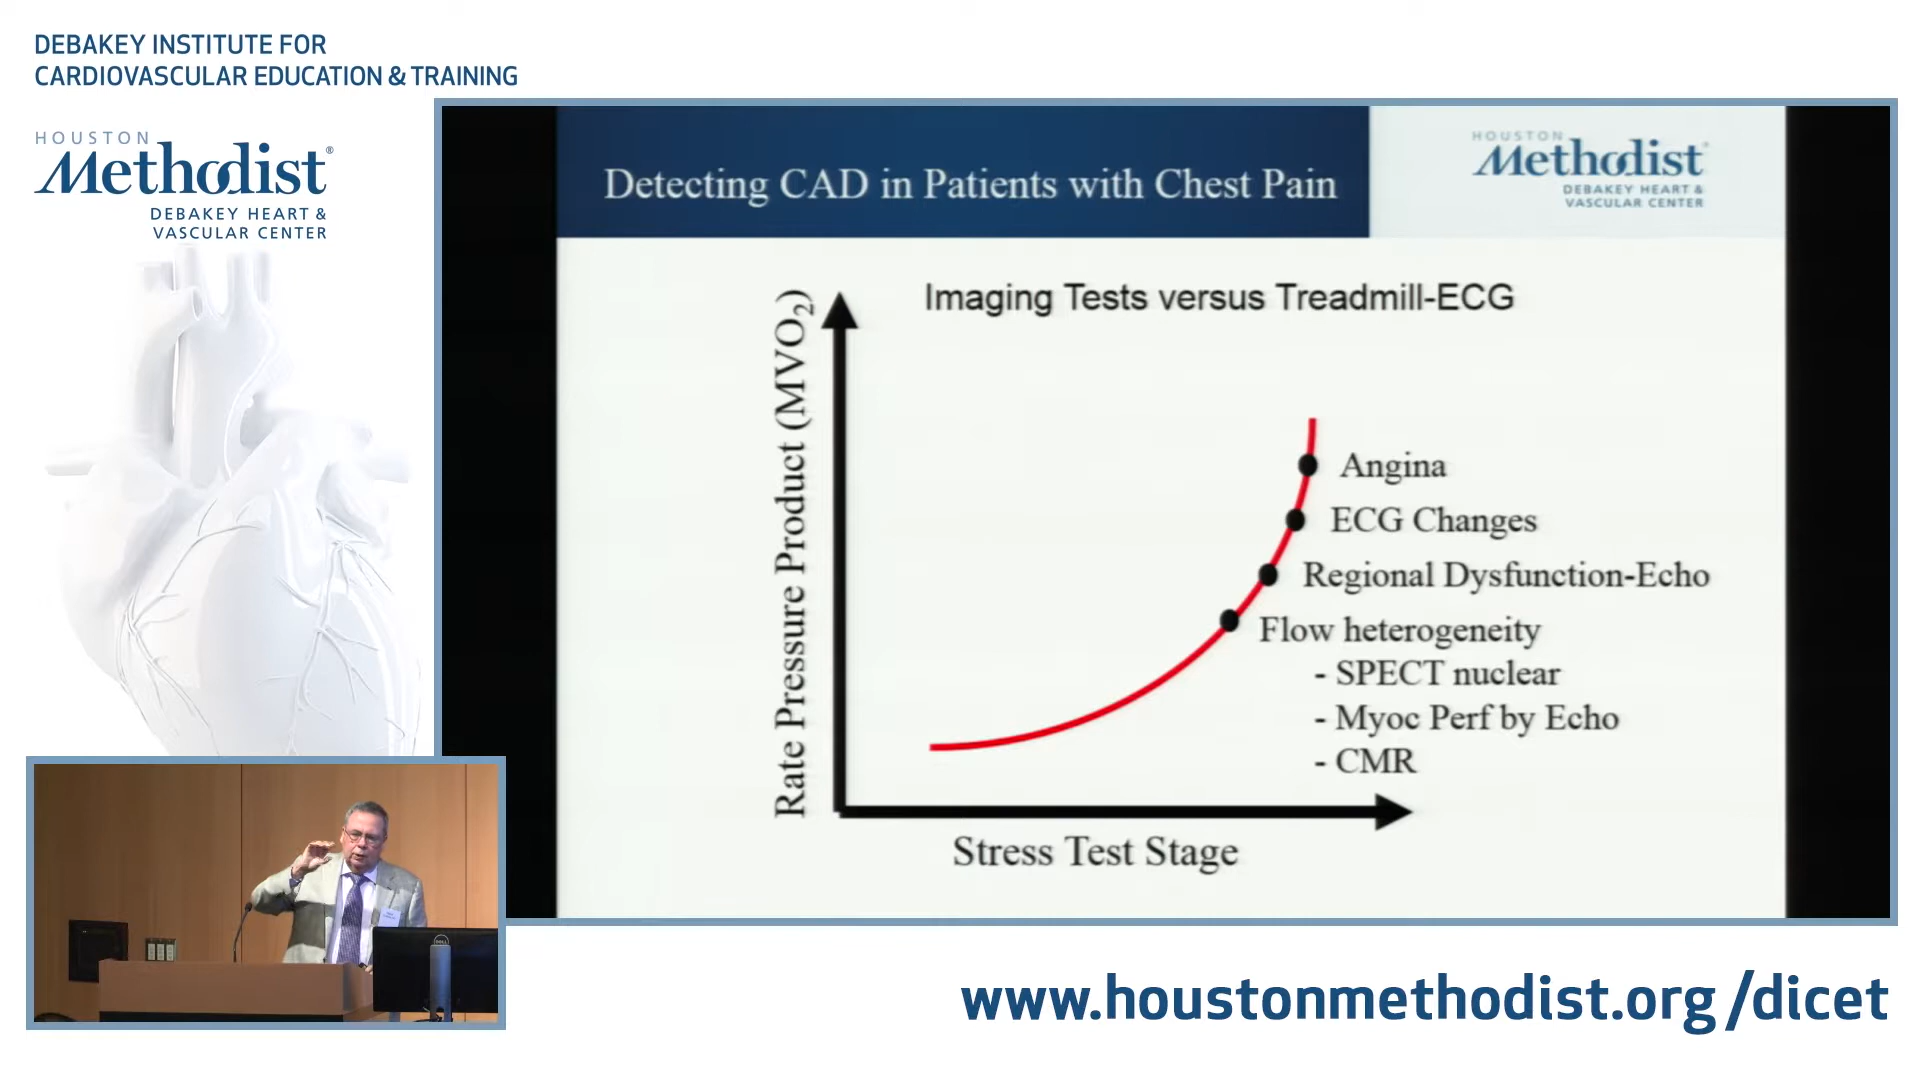 DEBAKEY INSTITUTE FOR
CARDIOVASCULAR EDUCATION & TRAINING
HOUSTON
Methodist®
DEBAKEY HEART &
VASCULAR CENTER
Detecting CAD in Patients with Chest Pain
HOUSTON
Methodist
DEBAKEY HEART &
VASCULAR CENTER
Imaging Tests versus Treadmill-ECG
Rate Pressure Product (MVO₂)
Angina
ECG Changes
Regional Dysfunction-Echo
Flow heterogeneity
- SPECT nuclear
- Myoc Perf by Echo
- CMR
Stress Test Stage
DELL
www.houstonmethodist.org/dicet